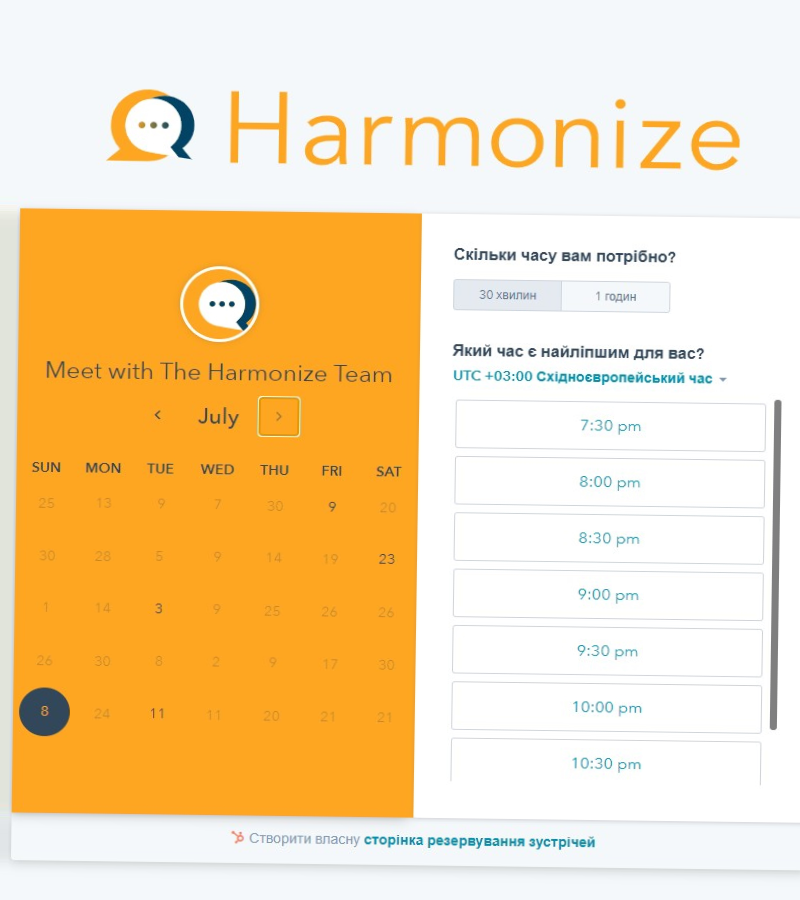 Harmonize
Meet with The Harmonize Team
July
SUN MON TUE WED THU FRI SAT
25 13 9 7 30 9 20
30 28 5 9 14 19 23
1 14 3 9 25 26 26
26 30 8 2 9 17 30
8 24 11 11 20 21 21
Скільки часу вам потрібно?
30 хвилин 1 годин
Який час є найліпшим для вас?
UTC +03:00 Східноєвропейський час
7:30 pm
8:00 pm
8:30 pm
9:00 pm
9:30 pm
10:00 pm
10:30 pm
Створити власну сторінка резервування зустрічей